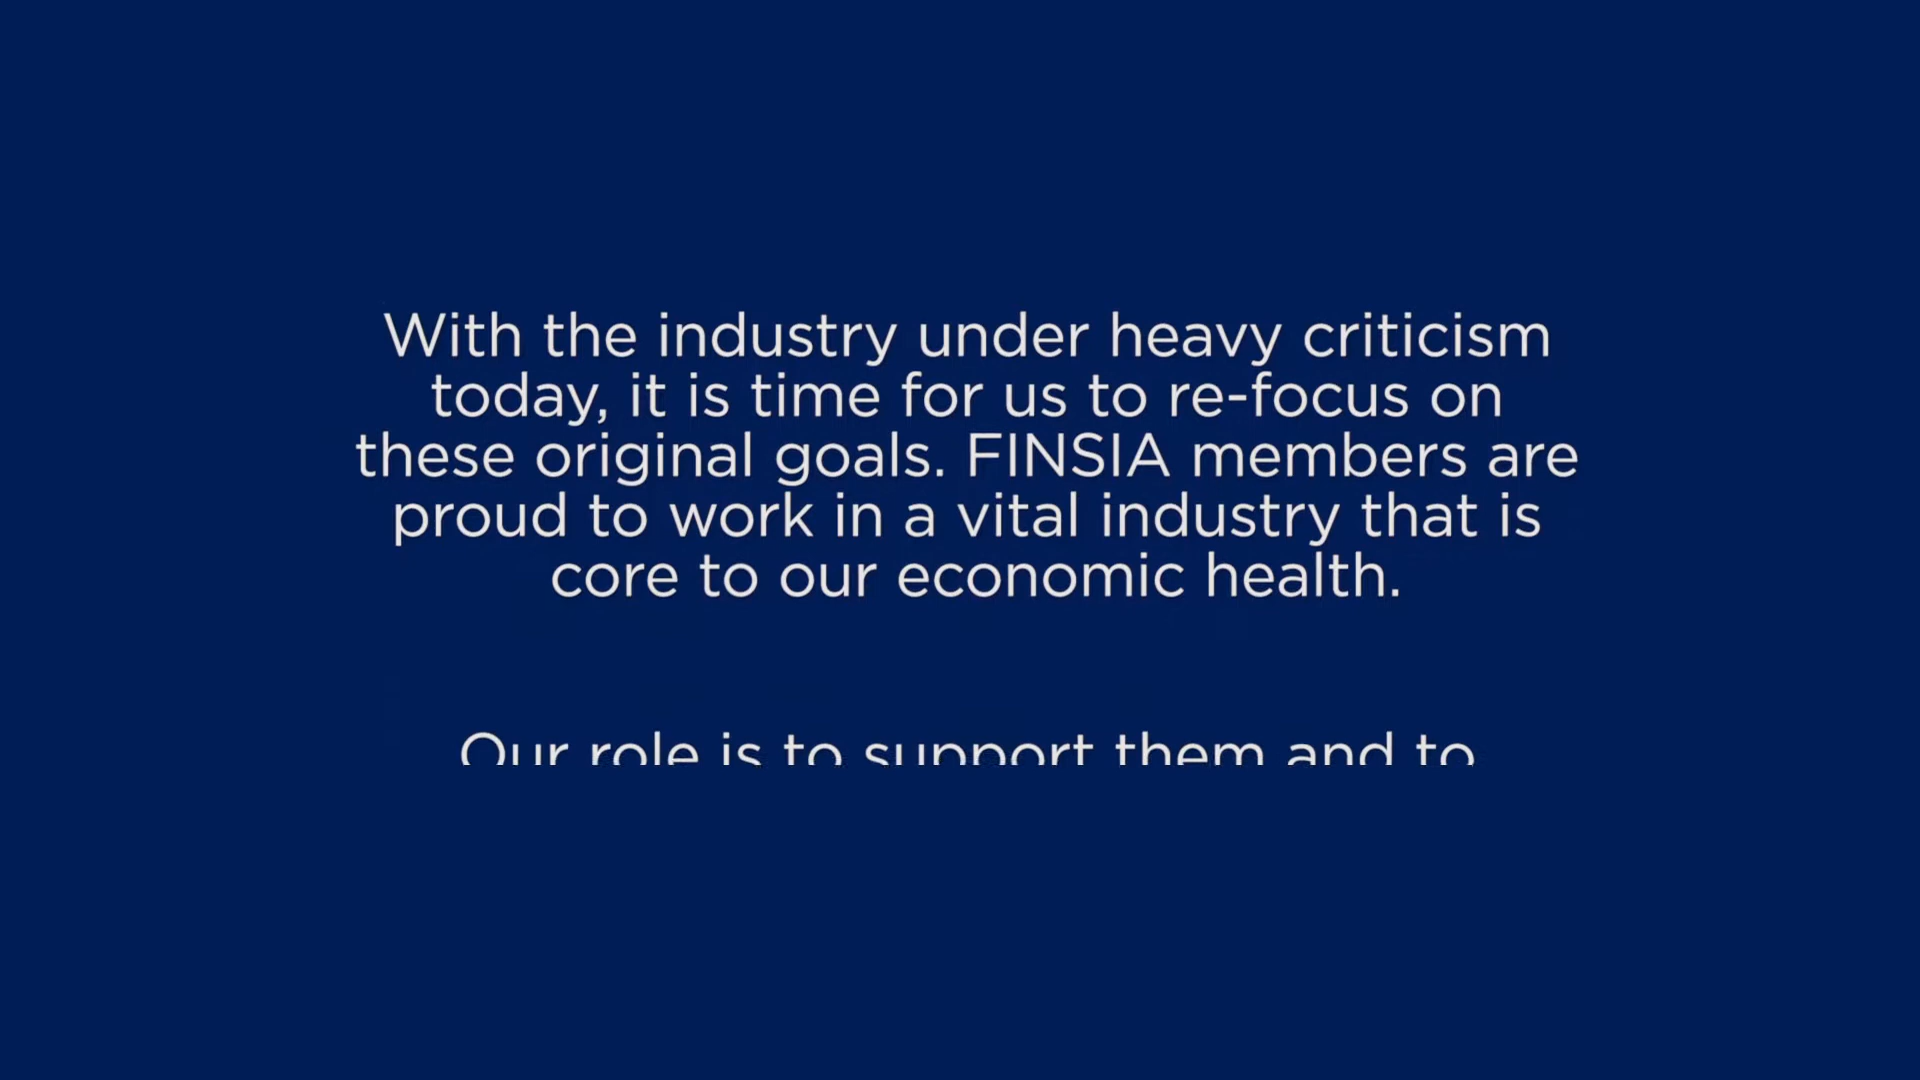 With the industry under heavy criticism
today, it is time for us to re-focus on
these original goals. FINSIA members are
proud to work in a vital industry that is
core to our economic health.
Our role is to support them and to